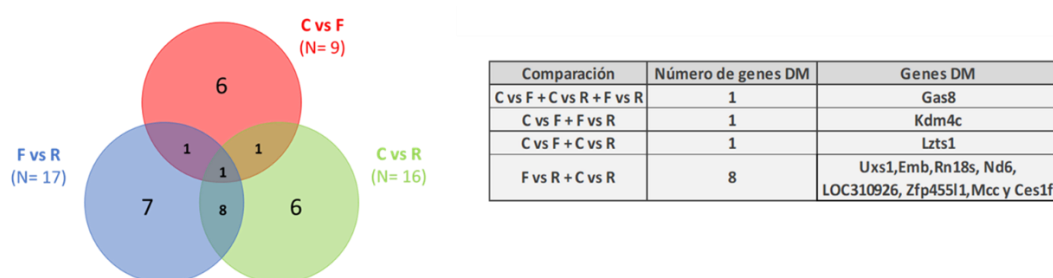 C vs F
(N= 9)
6
1
1
1
F vs R
(N= 17)
C vs R
(N= 16)
7
8
6
Comparación Número de genes DM Genes DM
C vs F + C vs R + F vs R 1 Gas8
C vs F + F vs R 1 Kdm4c
C vs F + C vs R 1 Lzts1
F vs R + C vs R 8 Uxs1,Emb,Rn18s, Nd6,
LOC310926, Zfp455l1,Mcc y Ces1f